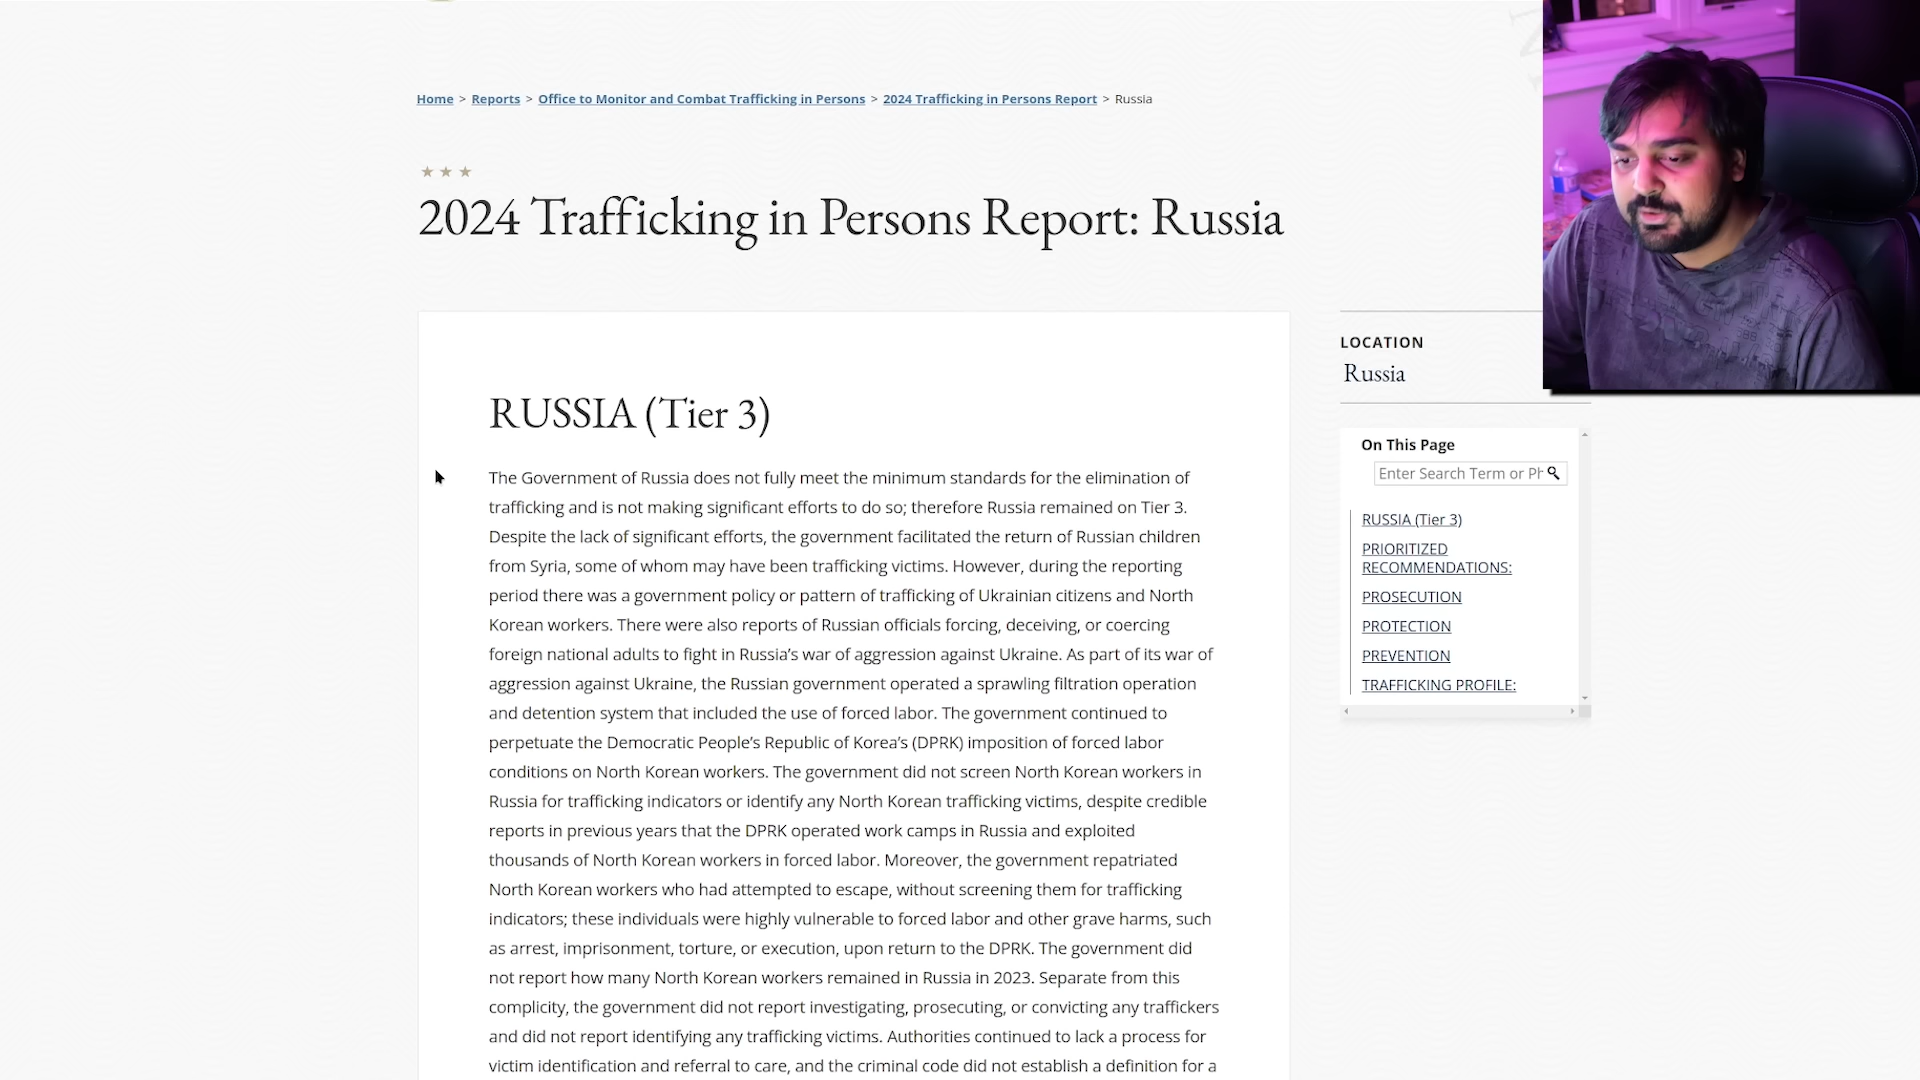 Home > Reports > Office to Monitor and Combat Trafficking in Persons > 2024 Trafficking in Persons Report > Russia
2024 Trafficking in Persons Report: Russia
RUSSIA (Tier 3)
The Government of Russia does not fully meet the minimum standards for the elimination of
trafficking and is not making significant efforts to do so; therefore Russia remained on Tier 3.
Despite the lack of significant efforts, the government facilitated the return of Russian children
from Syria, some of whom may have been trafficking victims. However, during the reporting
period there was a government policy or pattern of trafficking of Ukrainian citizens and North
Korean workers. There were also reports of Russian officials forcing, deceiving, or coercing
foreign national adults to fight in Russia’s war of aggression against Ukraine. As part of its war of
aggression against Ukraine, the Russian government operated a sprawling filtration operation
and detention system that included the use of forced labor. The government continued to
perpetuate the Democratic People’s Republic of Korea’s (DPRK) imposition of forced labor
conditions on North Korean workers. The government did not screen North Korean workers in
Russia for trafficking indicators or identify any North Korean trafficking victims, despite credible
reports in previous years that the DPRK operated work camps in Russia and exploited
thousands of North Korean workers in forced labor. Moreover, the government repatriated
North Korean workers who had attempted to escape, without screening them for trafficking
indicators; these individuals were highly vulnerable to forced labor and other grave harms, such
as arrest, imprisonment, torture, or execution, upon return to the DPRK. The government did
not report how many North Korean workers remained in Russia in 2023. Separate from this
complicity, the government did not report investigating, prosecuting, or convicting any traffickers
and did not report identifying any trafficking victims. Authorities continued to lack a process for
victim identification and referral to care, and the criminal code did not establish a definition for a
LOCATION
Russia
On This Page
Enter Search Term or Ph
RUSSIA (Tier 3)
PRIORITIZED
RECOMMENDATIONS:
PROSECUTION
PROTECTION
PREVENTION
TRAFFICKING PROFILE: